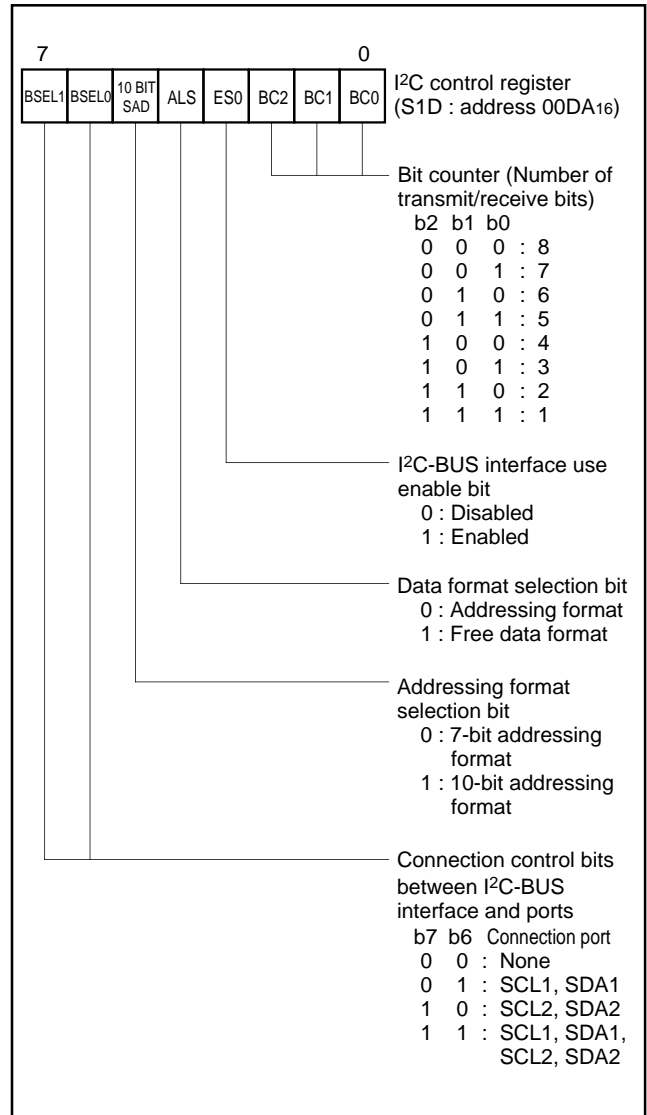 7 0
BSEL1 BSEL0 10 BIT SAD ALS ES0 BC2 BC1 BC0
I2C control register
(S1D : address 00DA16)
Bit counter (Number of
transmit/receive bits)
b2 b1 b0
0 0 0 : 8
0 0 1 : 7
0 1 0 : 6
0 1 1 : 5
1 0 0 : 4
1 0 1 : 3
1 1 0 : 2
1 1 1 : 1
I2C-BUS interface use
enable bit
0 : Disabled
1 : Enabled
Data format selection bit
0 : Addressing format
1 : Free data format
Addressing format
selection bit
0 : 7-bit addressing
format
1 : 10-bit addressing
format
Connection control bits
between I2C-BUS
interface and ports
b7 b6 Connection port
0 0 : None
0 1 : SCL1, SDA1
1 0 : SCL2, SDA2
1 1 : SCL1, SDA1,
SCL2, SDA2